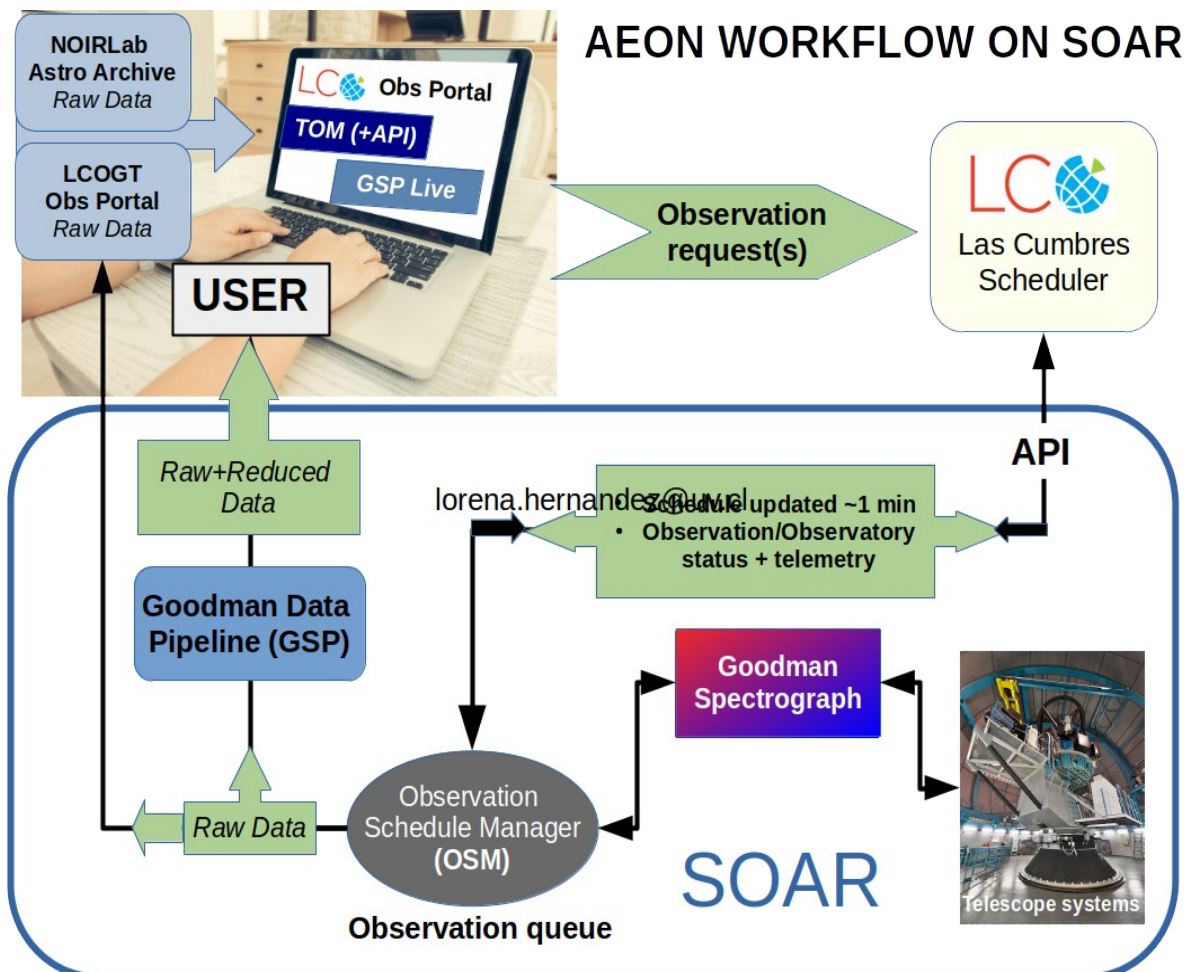 AEON WORKFLOW ON SOAR
NOIRLab
Astro Archive
Raw Data
LCOGT
Obs Portal
Raw Data
LCO Obs Portal
TOM (+API)
GSP Live
USER
Observation
request(s)
LCO
Las Cumbres
Scheduler
API
Raw+Reduced
Data
lorena.hernandez@uv.cl
• Schedule updated ~1 min
• Observation/Observatory
status + telemetry
Goodman Data
Pipeline (GSP)
Goodman
Spectrograph
Raw Data
Observation
Schedule Manager
(OSM)
Observation queue
SOAR
Telescope systems